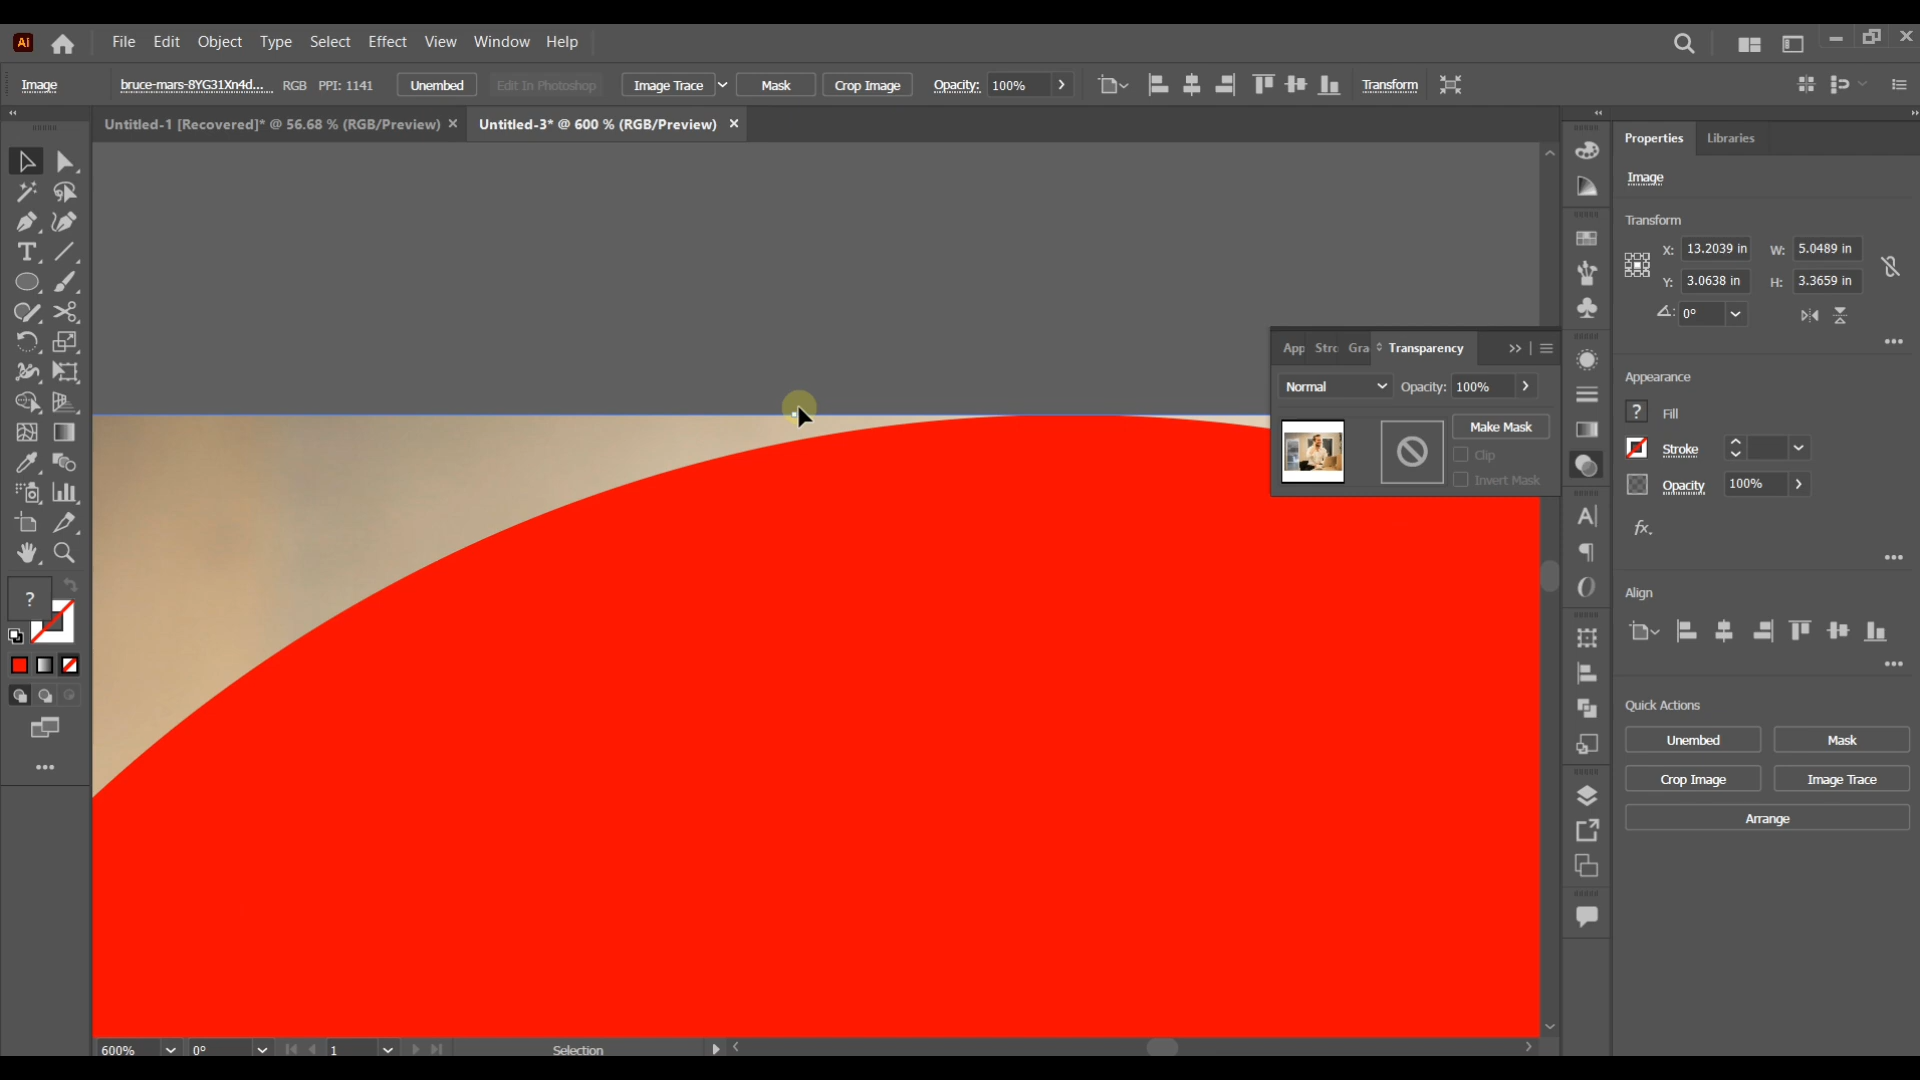 Ai File Edit Object Type Select Effect View Window Help
Image bruce-mars-8YG31Xn4d... RGB PPI: 1141 Unembed Edit In Photoshop Image Trace Mask Crop Image Opacity: 100% Transform
Untitled-1 [Recovered]* @ 56.68 % (RGB/Preview) Untitled-3* @ 600 % (RGB/Preview)
Properties Libraries
Image
Transform
X: 13.2039 in W: 5.0489 in
Y: 3.0638 in H: 3.3659 in
0°
App Stro Gra Transparency
Normal Opacity: 100%
Make Mask
Clip
Invert Mask
Appearance
? Fill
Stroke
Opacity 100%
fx.
Align
?
Quick Actions
Unembed Mask
Crop Image Image Trace
Arrange
600% 0° 1 Selection